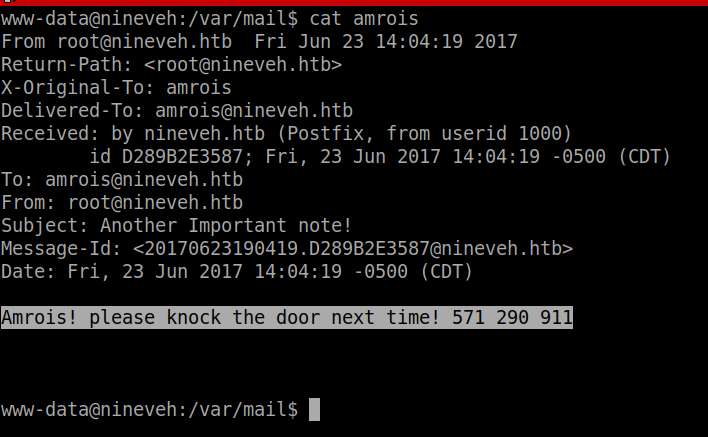 www-data@nineveh:/var/mail$ cat amrois
From root@nineveh.htb  Fri Jun 23 14:04:19 2017
Return-Path: <root@nineveh.htb>
X-Original-To: amrois
Delivered-To: amrois@nineveh.htb
Received: by nineveh.htb (Postfix, from userid 1000)
        id D289B2E3587; Fri, 23 Jun 2017 14:04:19 -0500 (CDT)
To: amrois@nineveh.htb
From: root@nineveh.htb
Subject: Another Important note!
Message-Id: <20170623190419.D289B2E3587@nineveh.htb>
Date: Fri, 23 Jun 2017 14:04:19 -0500 (CDT)
Amrois! please knock the door next time! 571 290 911
www-data@nineveh:/var/mail$